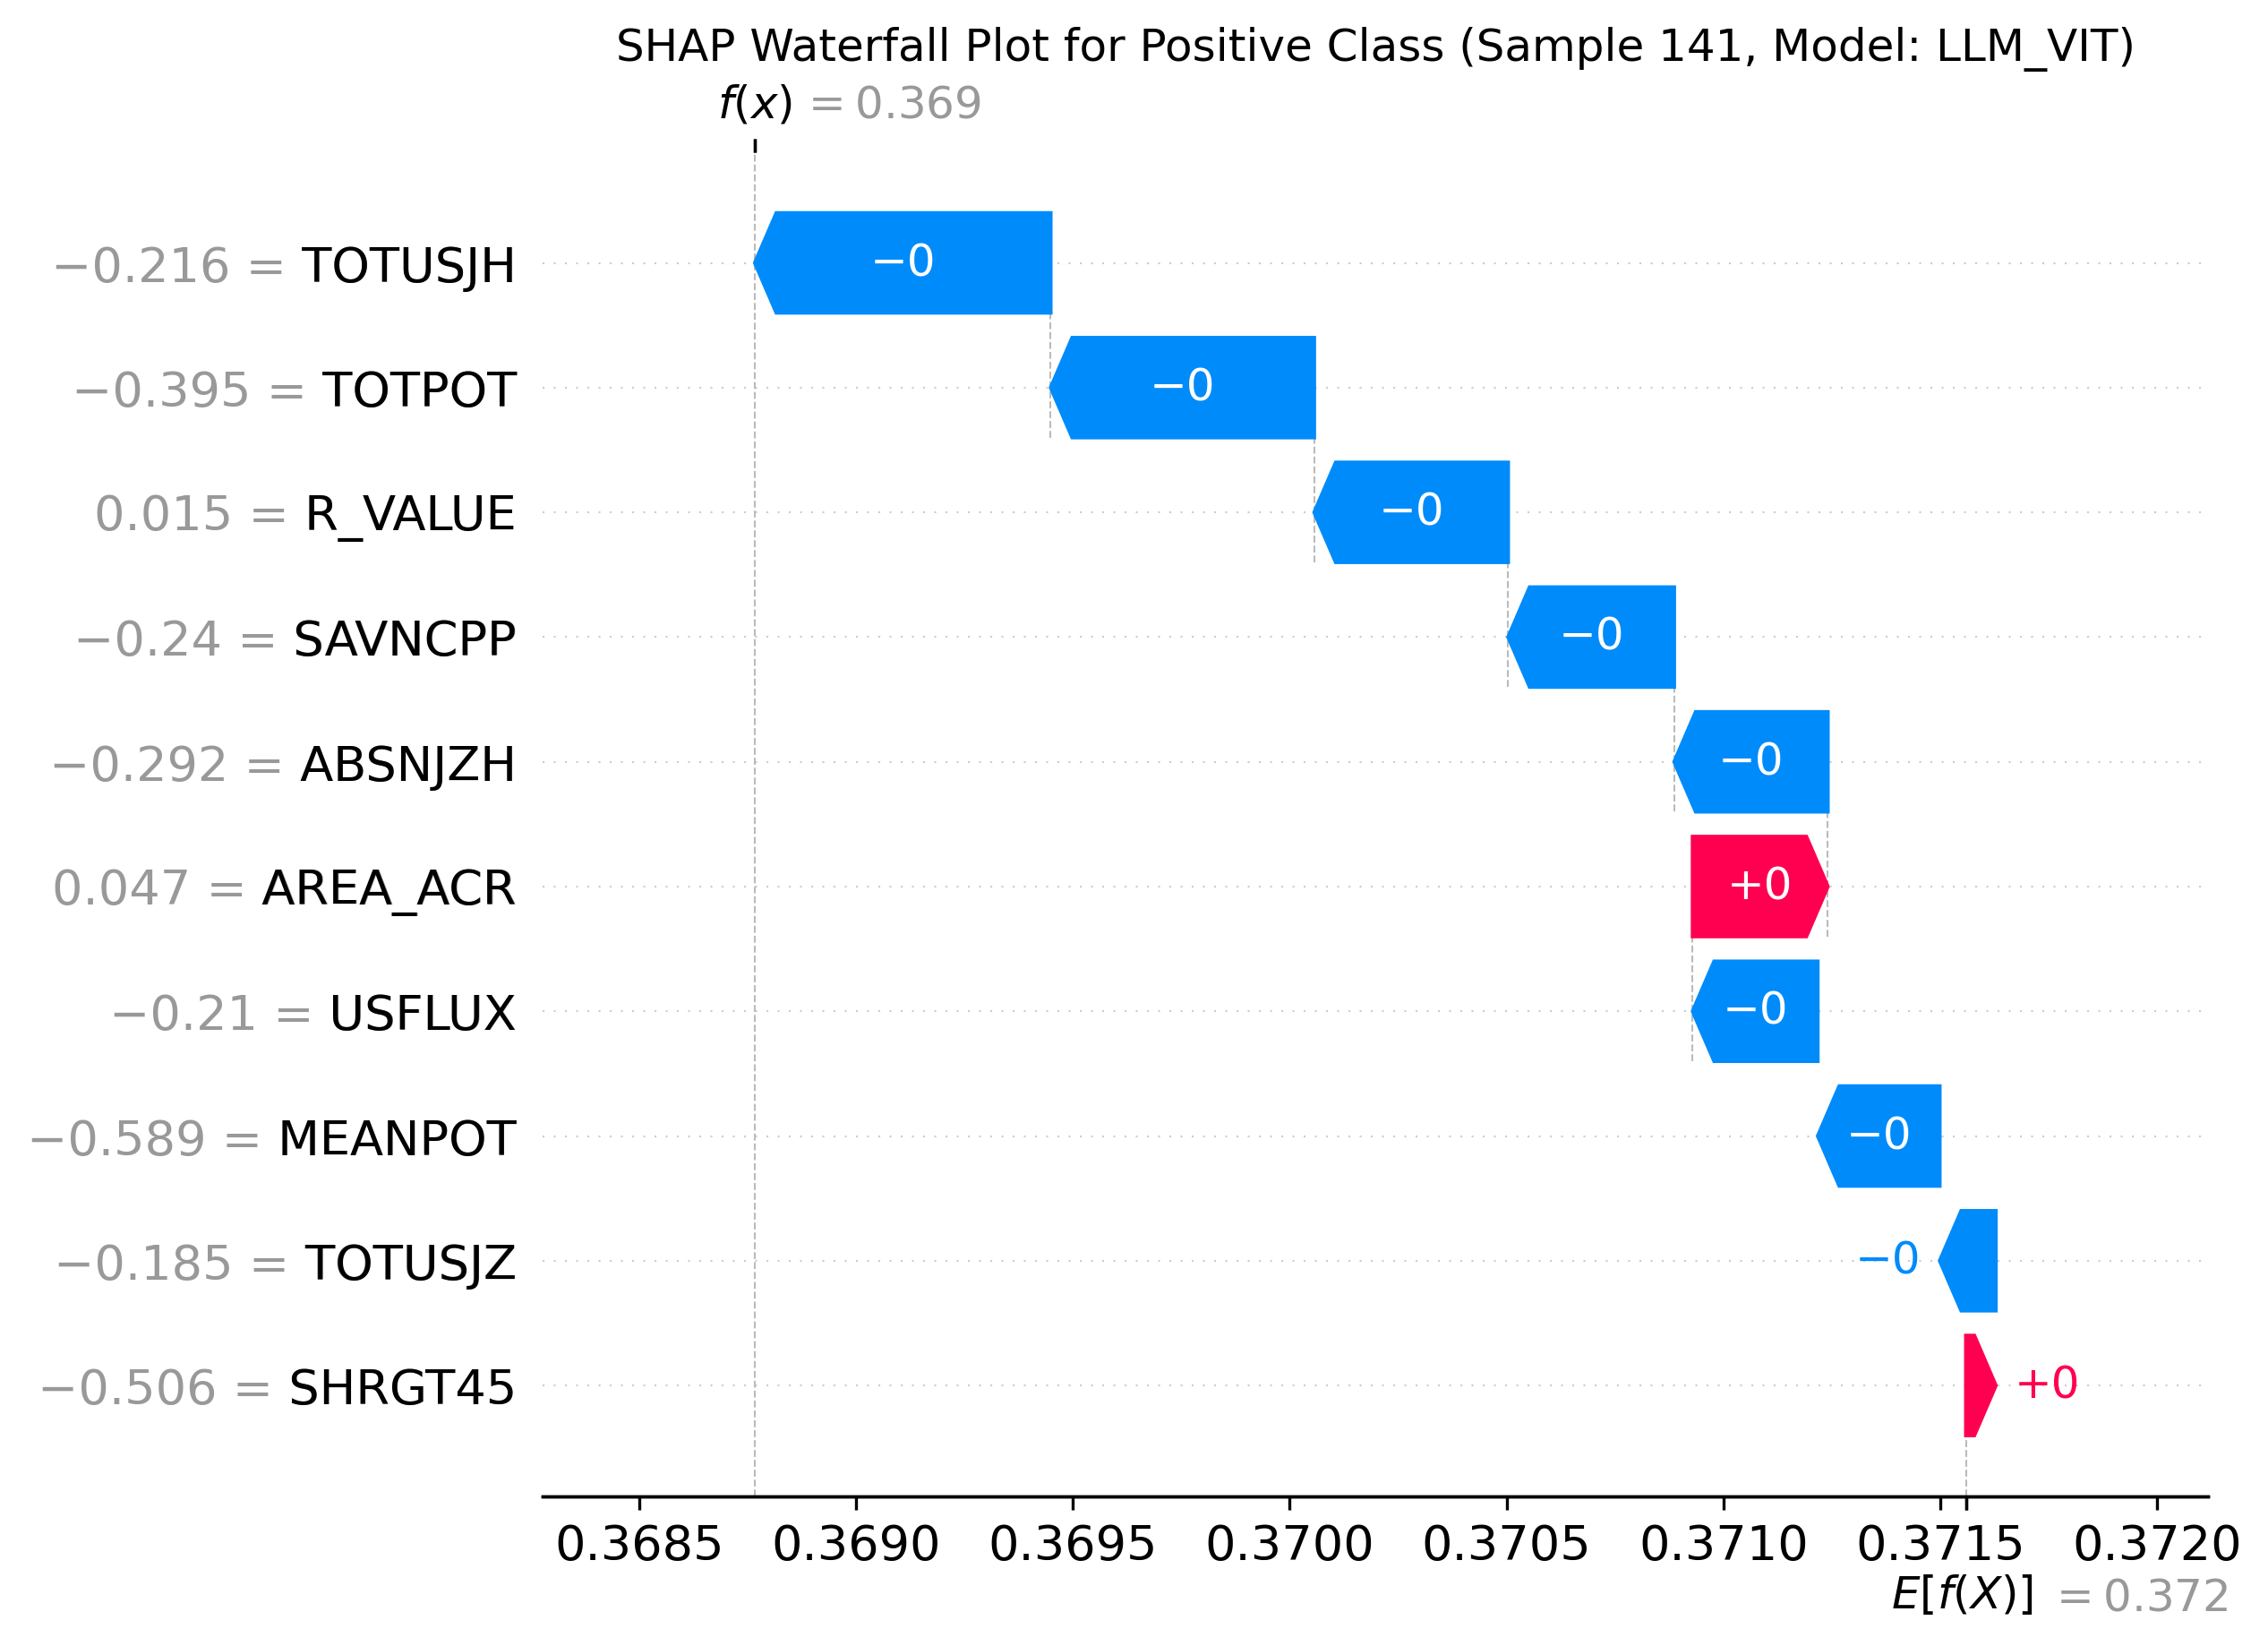 SHAP Waterfall Plot for Positive Class (Sample 141, Model: LLM_VIT)
f(x) = 0.369
−0.216 = TOTUSJH −0
−0.395 = TOTPOT −0
0.015 = R_VALUE −0
−0.24 = SAVNCPP −0
−0.292 = ABSNJZH −0
0.047 = AREA_ACR +0
−0.21 = USFLUX −0
−0.589 = MEANPOT −0
−0.185 = TOTUSJZ −0
−0.506 = SHRGT45 +0
0.3685 0.3690 0.3695 0.3700 0.3705 0.3710 0.3715 0.3720
E[f(X)] = 0.372